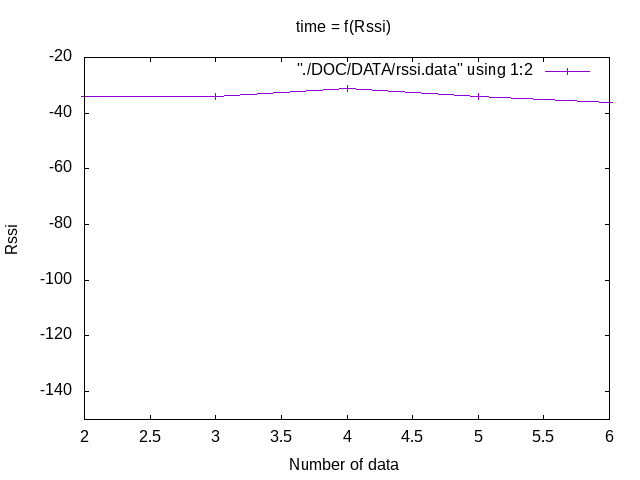 time = f(Rssi)
"./DOC/DATA/rssi.data" using 1:2
-20
-40
-60
-80
-100
-120
-140
Rssi
2 2.5 3 3.5 4 4.5 5 5.5 6
Number of data